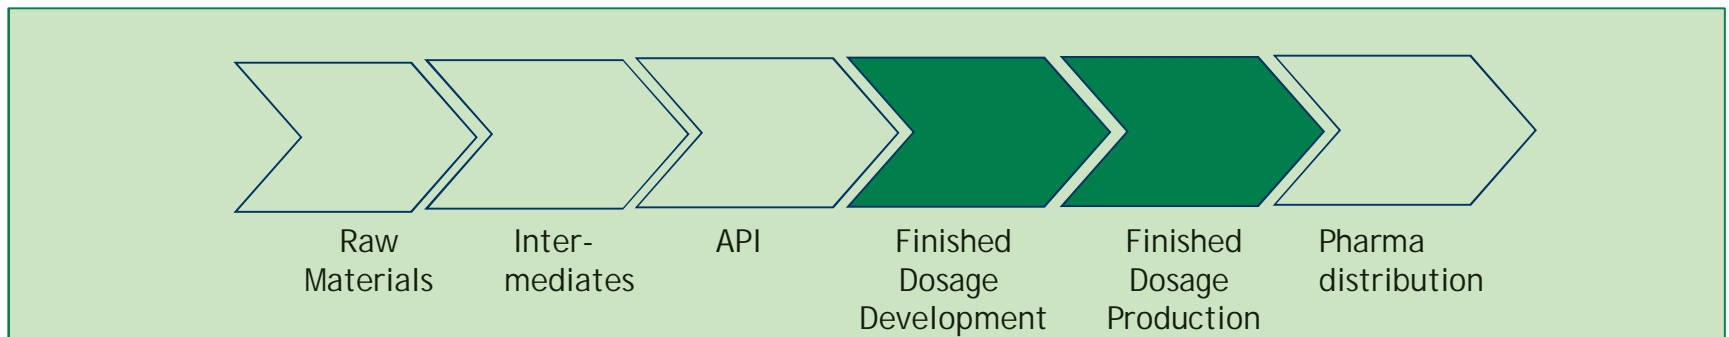 Raw
Materials
Inter-
mediates
API
Finished
Dosage
Development
Finished
Dosage
Production
Pharma
distribution